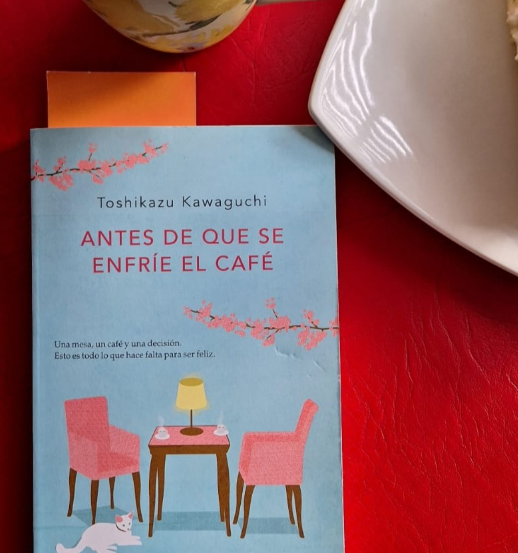 Toshikazu Kawaguchi
ANTES DE QUE SE
ENFRÍE EL CAFÉ
Una mesa, un café y una decisión.
Esto es todo lo que hace falta para ser feliz.